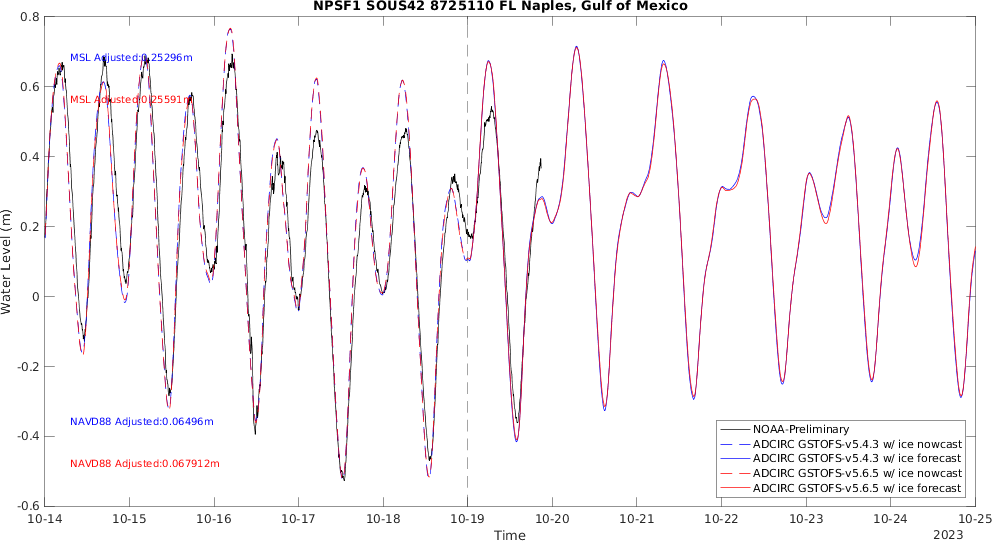 NPSF1 SOUS42 8725110 FL Naples, Gulf of Mexico
0.8
0.6
0.4
0.2
0
-0.2
-0.4
-0.6
Water Level (m)
MSL Adjusted:0.25296m
MSL Adjusted:0.25591m
NAVD88 Adjusted:0.06496m
NAVD88 Adjusted:0.067912m
NOAA-Preliminary
ADCIRC GSTOFS-v5.4.3 w/ ice nowcast
ADCIRC GSTOFS-v5.4.3 w/ ice forecast
ADCIRC GSTOFS-v5.6.5 w/ ice nowcast
ADCIRC GSTOFS-v5.6.5 w/ ice forecast
10-14 10-15 10-16 10-17 10-18 10-19 10-20 10-21 10-22 10-23 10-24 10-25
Time
2023